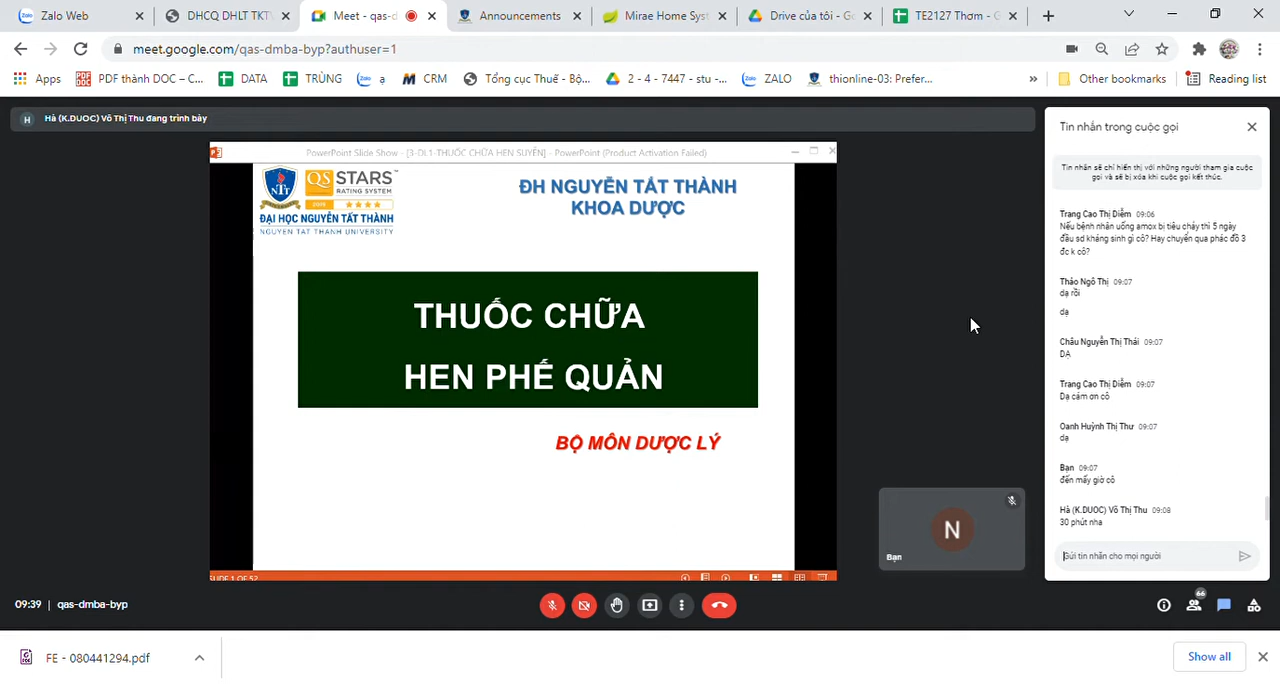 Zalo Web
DHCQ DHLT TKTV
Meet - qas-d
Announcements
Mirae Home Sys
Drive của tôi - Go
TE2127 Thơm - G
meet.google.com/qas-dmba-byp?authuser=1
Apps
PDF thành DOC – C...
DATA
TRÙNG
Zalo ạ
CRM
Tổng cục Thuế - Bộ...
2 - 4 - 7447 - stu -...
ZALO
thionline-03: Prefer...
»
Other bookmarks
Reading list
H
Hà (K.DUOC) Võ Thị Thu đang trình bày
PowerPoint Slide Show - [3-DL1-THUỐC CHỮA HEN SUYỄN] - PowerPoint (Product Activation Failed)
NTT
QS STARS™
RATING SYSTEM
ĐẠI HỌC NGUYỄN TẤT THÀNH
NGUYEN TAT THANH UNIVERSITY
ĐH NGUYỄN TẤT THÀNH
KHOA DƯỢC
THUỐC CHỮA
HEN PHẾ QUẢN
BỘ MÔN DƯỢC LÝ
SLIDE 1 OF 52
N
Bạn
Tin nhắn trong cuộc gọi
Tin nhắn sẽ chỉ hiển thị với những người tham gia cuộc
gọi và sẽ bị xóa khi cuộc gọi kết thúc.
Trang Cao Thị Diễm 09:06
Nếu bệnh nhân uống amox bị tiêu chảy thì 5 ngày
đầu sd kháng sinh gì cô? Hay chuyển qua phác đồ 3
đc k cô?
Thảo Ngô Thị 09:07
dạ rồi
dạ
Châu Nguyễn Thị Thái 09:07
DẠ
Trang Cao Thị Diễm 09:07
Dạ cảm ơn cô
Oanh Huỳnh Thị Thư 09:07
dạ
Bạn 09:07
đến mấy giờ cô
Hà (K.DUOC) Võ Thị Thu 09:08
30 phút nha
Gửi tin nhắn cho mọi người
09:39 | qas-dmba-byp
66
FE - 080441294.pdf
Show all